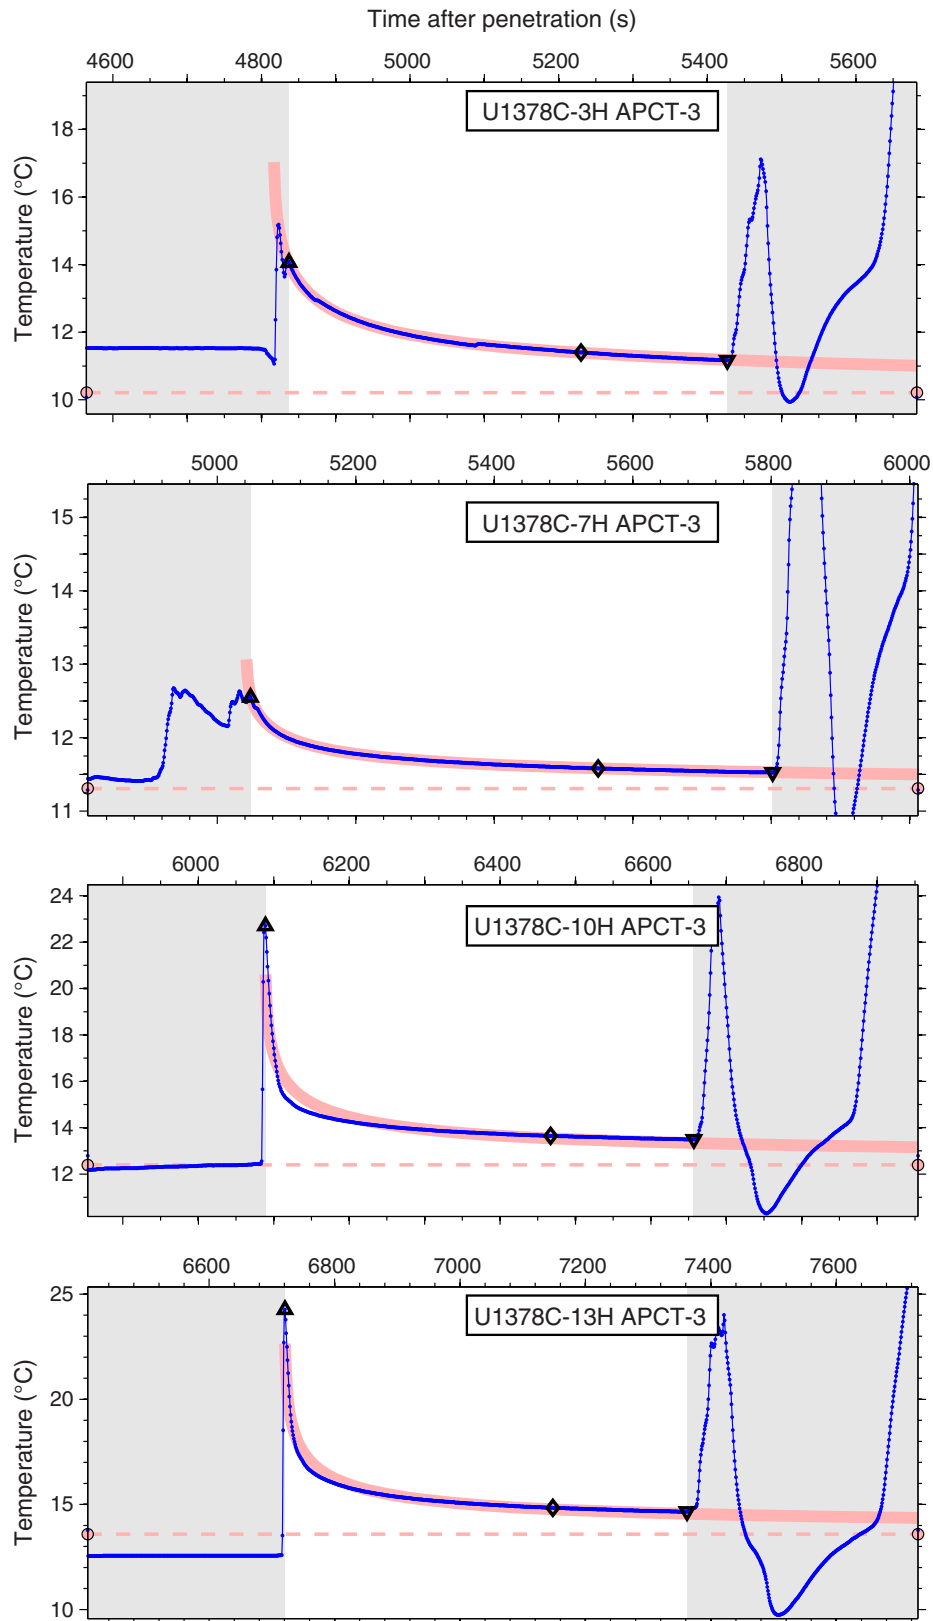 Time after penetration (s)
4600 4800 5000 5200 5400 5600
U1378C-3H APCT-3
Temperature (°C)
18
16
14
12
10
5000 5200 5400 5600 5800 6000
U1378C-7H APCT-3
Temperature (°C)
15
14
13
12
11
6000 6200 6400 6600 6800
U1378C-10H APCT-3
Temperature (°C)
24
22
20
18
16
14
12
6600 6800 7000 7200 7400 7600
U1378C-13H APCT-3
Temperature (°C)
25
20
15
10